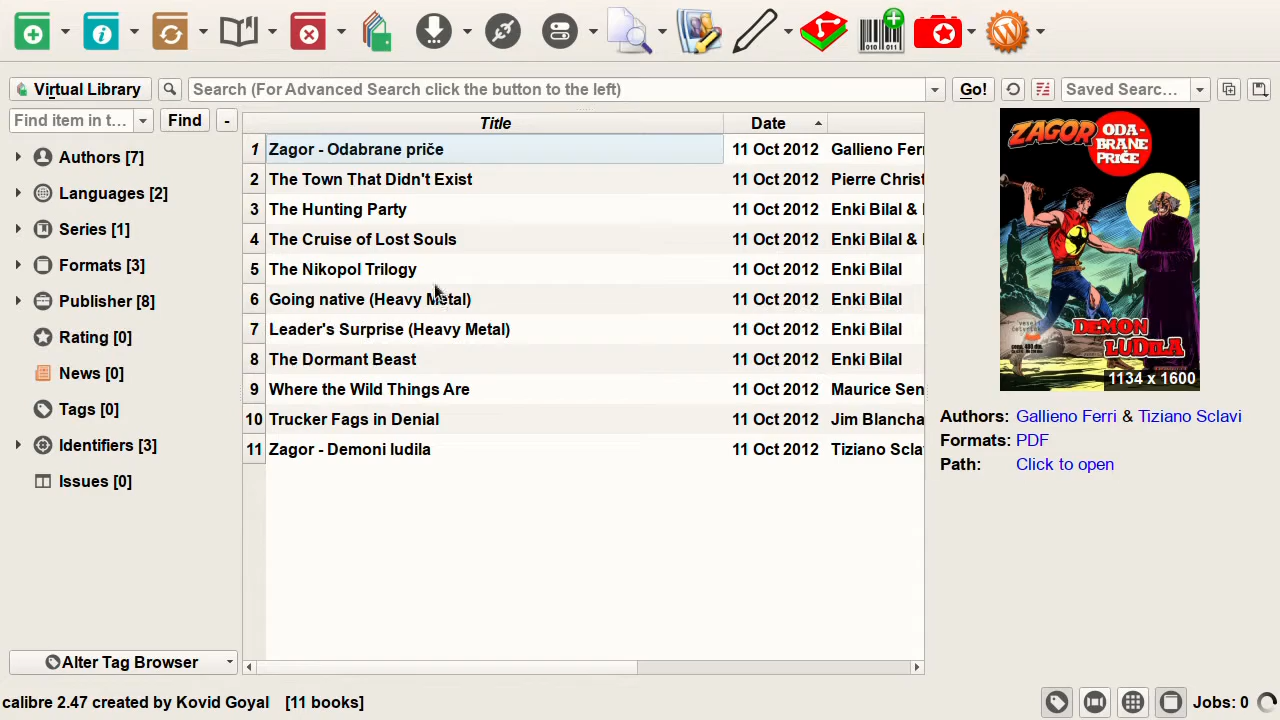 Virtual Library
Search (For Advanced Search click the button to the left)
Go!
Saved Searc...
Find item in t...
Find
-
Title
Date
Authors [7]
Languages [2]
Series [1]
Formats [3]
Publisher [8]
Rating [0]
News [0]
Tags [0]
Identifiers [3]
Issues [0]
Alter Tag Browser
1 Zagor - Odabrane priče 11 Oct 2012 Gallieno Ferr
2 The Town That Didn't Exist 11 Oct 2012 Pierre Christ
3 The Hunting Party 11 Oct 2012 Enki Bilal &
4 The Cruise of Lost Souls 11 Oct 2012 Enki Bilal &
5 The Nikopol Trilogy 11 Oct 2012 Enki Bilal
6 Going native (Heavy Metal) 11 Oct 2012 Enki Bilal
7 Leader's Surprise (Heavy Metal) 11 Oct 2012 Enki Bilal
8 The Dormant Beast 11 Oct 2012 Enki Bilal
9 Where the Wild Things Are 11 Oct 2012 Maurice Sen
10 Trucker Fags in Denial 11 Oct 2012 Jim Blancha
11 Zagor - Demoni ludila 11 Oct 2012 Tiziano Scla
ZAGOR
ODA-
BRANE
PRIČE
DEMON
LUDILA
1134 x 1600
Authors: Gallieno Ferri & Tiziano Sclavi
Formats: PDF
Path: Click to open
calibre 2.47 created by Kovid Goyal [11 books]
Jobs: 0